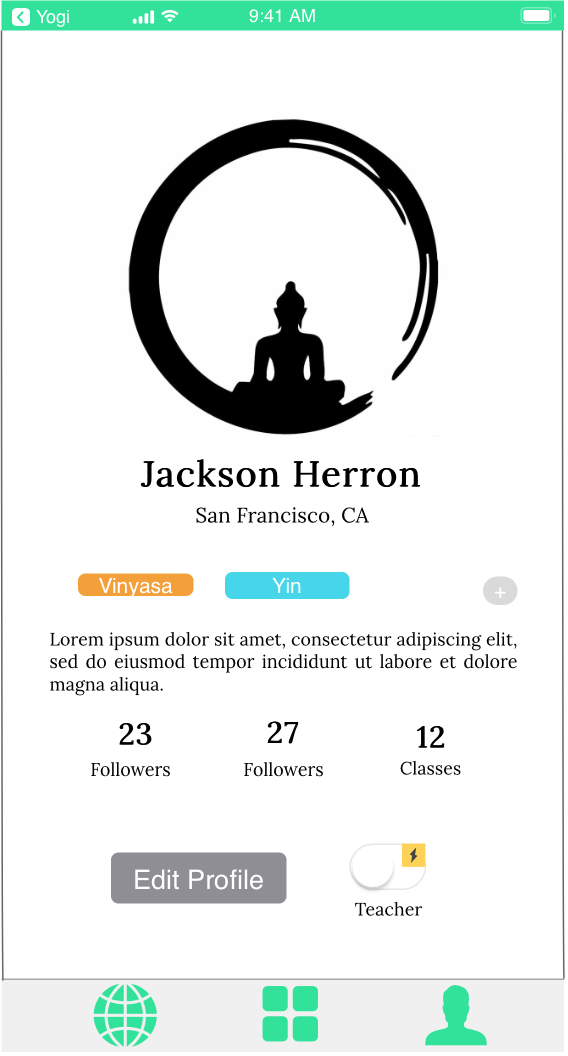 Yogi 9:41 AM
Jackson Herron
San Francisco, CA
Vinyasa Yin +
Lorem ipsum dolor sit amet, consectetur adipiscing elit,
sed do eiusmod tempor incididunt ut labore et dolore
magna aliqua.
23 27 12
Followers Followers Classes
Edit Profile
Teacher